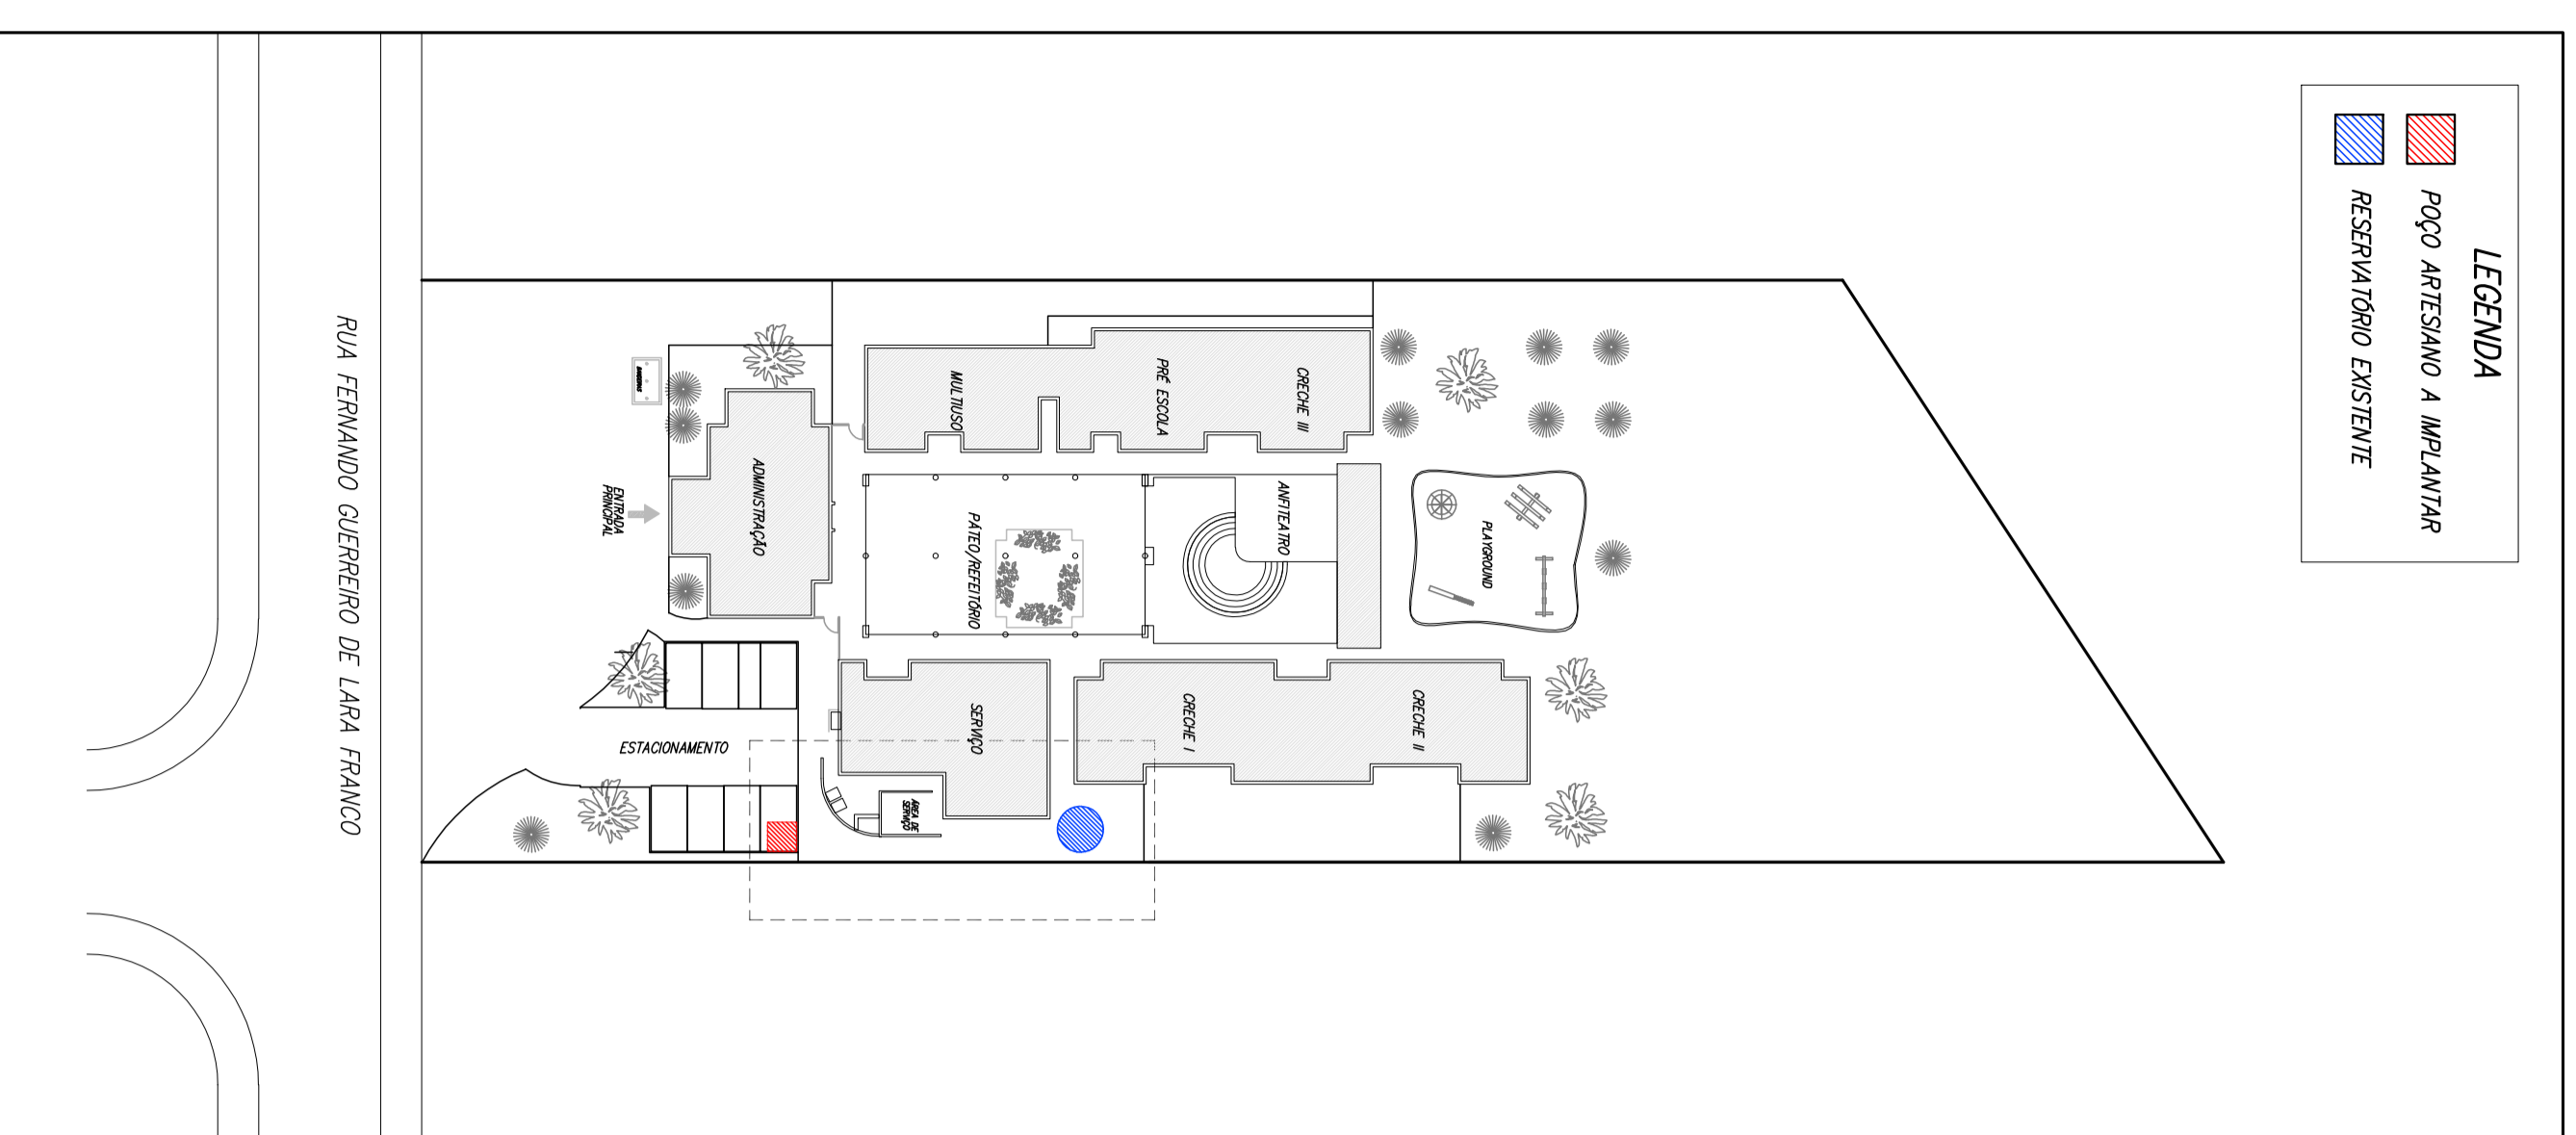 LEGENDA
POÇO ARTESIANO A IMPLANTAR
RESERVATÓRIO EXISTENTE
RUA FERNANDO GUERREIRO DE LARA FRANCO
BANDEIRAS
ENTRADA
PRINCIPAL
ADMINISTRAÇÃO
MULTIUSO
PRÉ ESCOLA
CRECHE III
PÁTEO/REFEITÓRIO
ANFITEATRO
PLAYGROUND
ESTACIONAMENTO
SERVIÇO
ÁREA DE
SERVIÇO
CRECHE I
CRECHE II